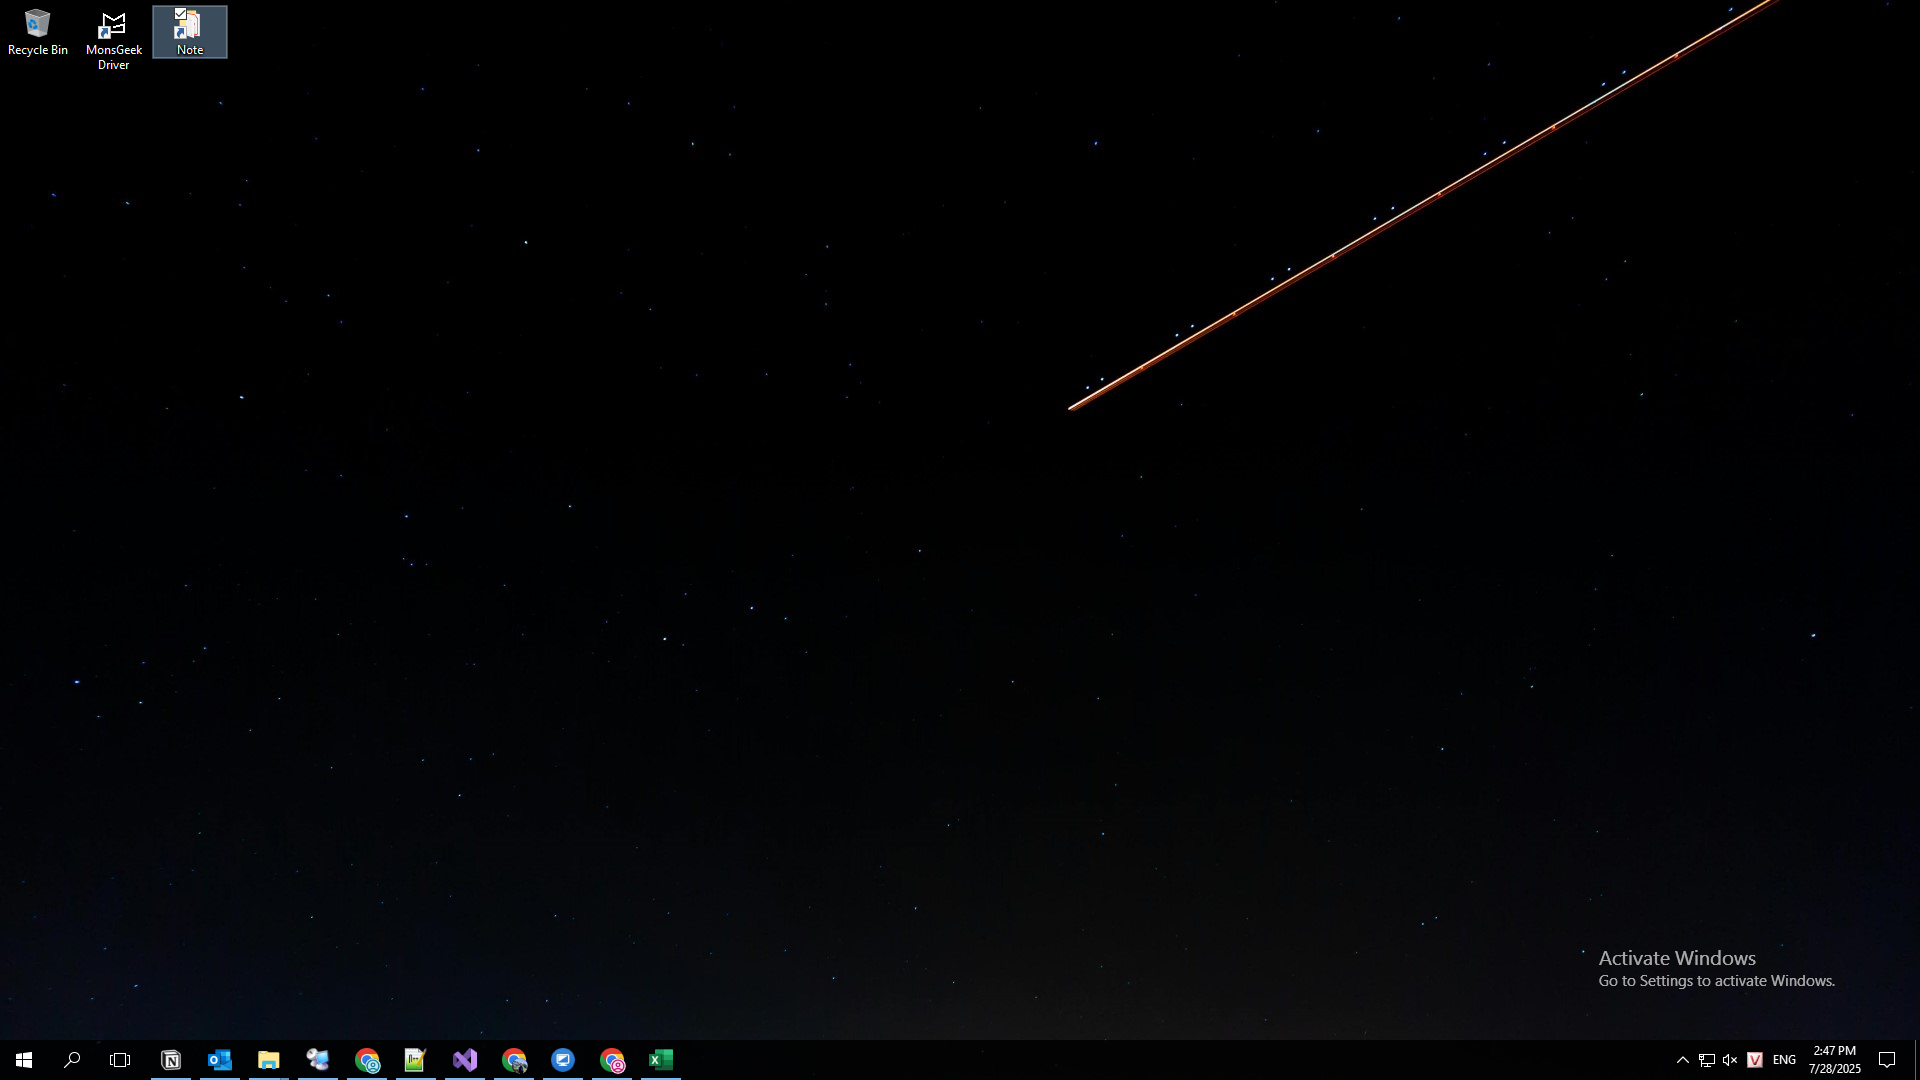 Recycle Bin
MonsGeek
Driver
Note
Activate Windows
Go to Settings to activate Windows.
ENG
2:47 PM
7/28/2025